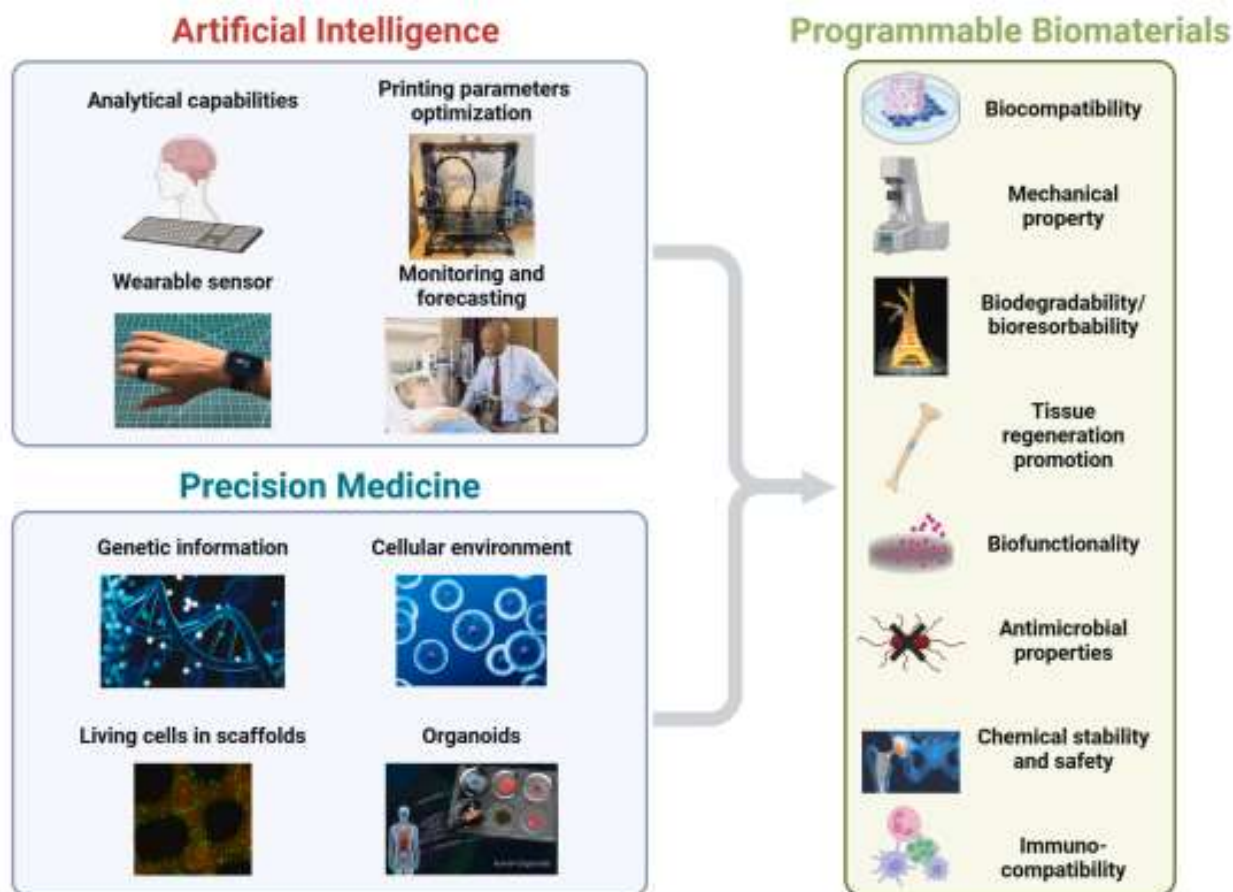 Artificial Intelligence
Analytical capabilities
Printing parameters
optimization
Wearable sensor
Monitoring and
forecasting
Precision Medicine
Genetic information
Cellular environment
Living cells in scaffolds
Organoids
Programmable Biomaterials
Biocompatibility
Mechanical
property
Biodegradability/
bioresorbability
Tissue
regeneration
promotion
Biofunctionality
Antimicrobial
properties
Chemical stability
and safety
Immuno-
compatibility